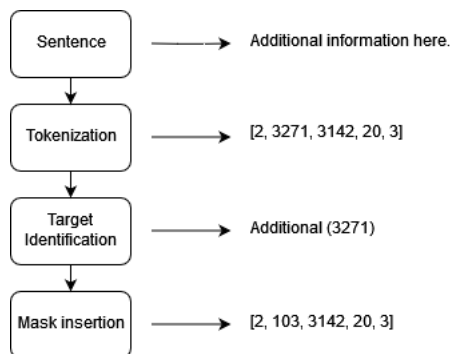 Sentence
Additional information here.
Tokenization
[2, 3271, 3142, 20, 3]
Target
Identification
Additional (3271)
Mask insertion
[2, 103, 3142, 20, 3]